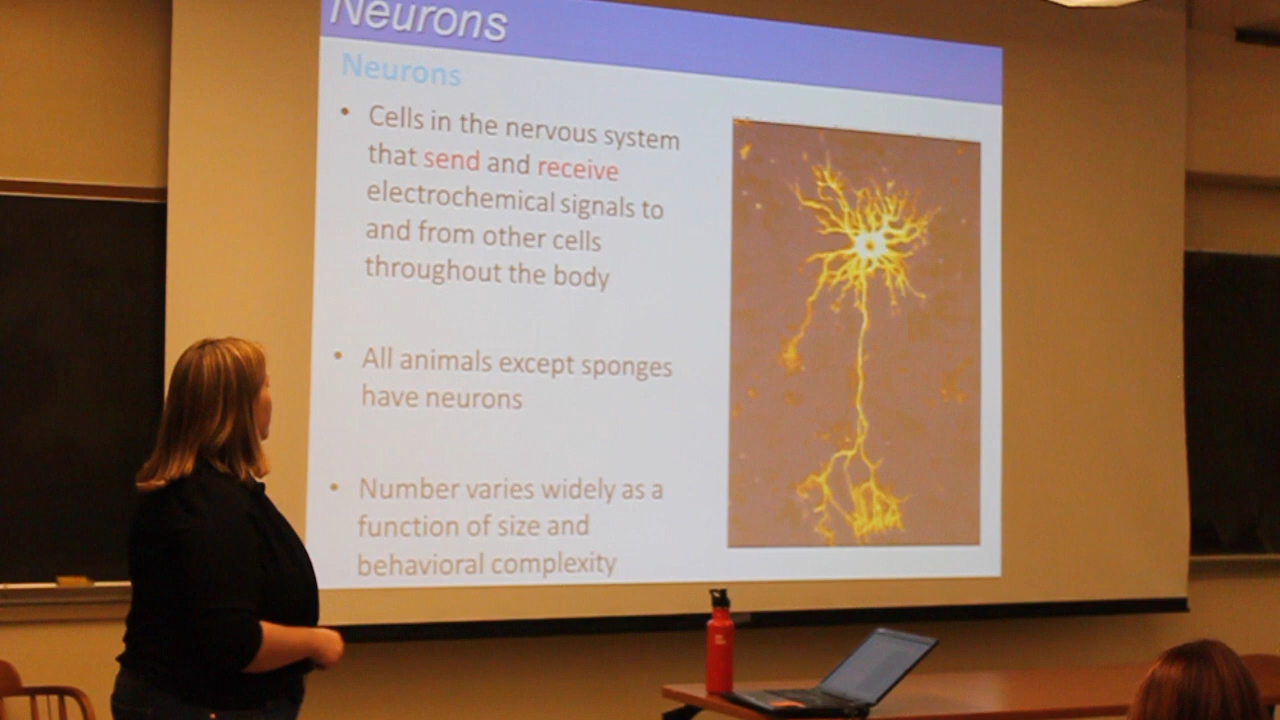 Neurons
Neurons
• Cells in the nervous system
that send and receive
electrochemical signals to
and from other cells
throughout the body
• All animals except sponges
have neurons
• Number varies widely as a
function of size and
behavioral complexity